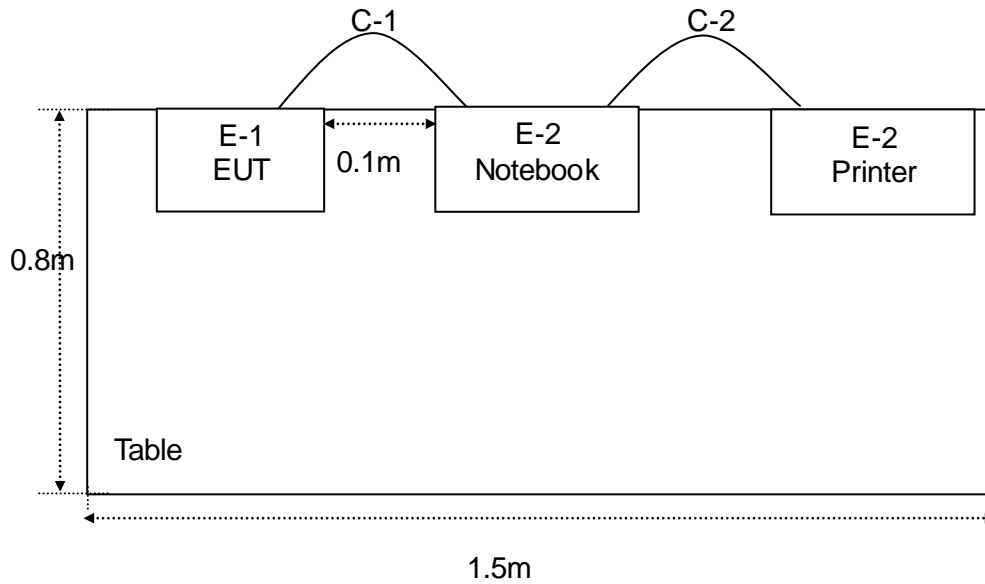 C-1
C-2
E-1
EUT
0.1m
E-2
Notebook
E-2
Printer
0.8m
Table
1.5m